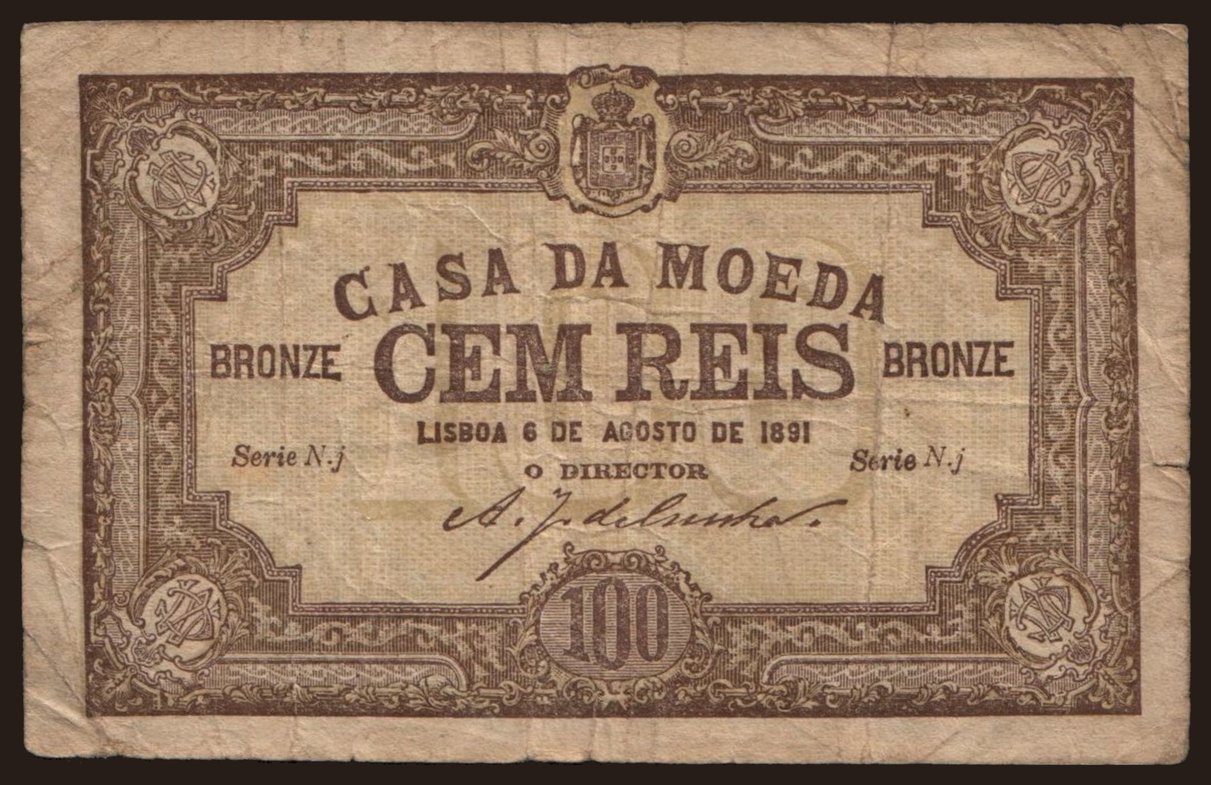 CASA DA MOEDA
BRONZE CEM REIS BRONZE
LISBOA 6 DE AGOSTO DE 1891
Serie N.j Serie N.j
O DIRECTOR
100